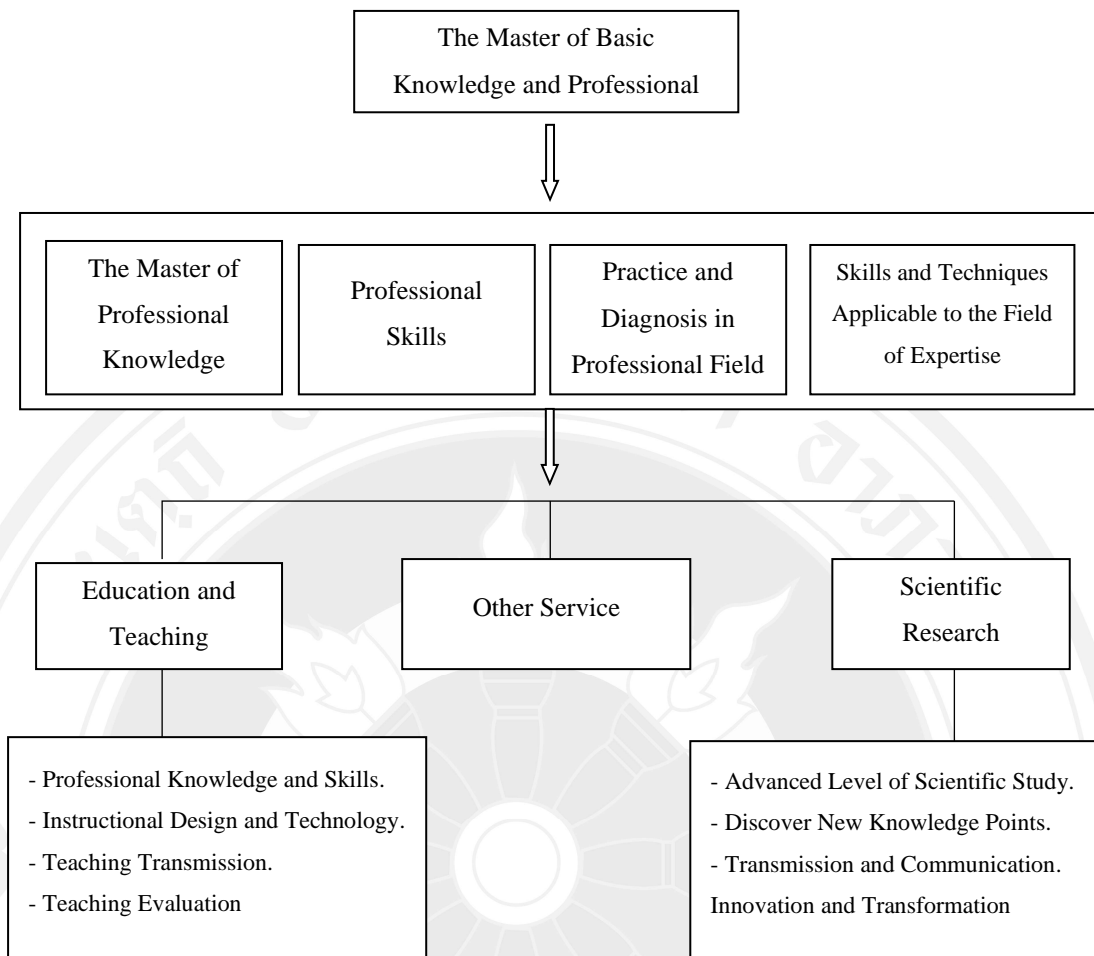 The Master of Basic
Knowledge and Professional
The Master of
Professional
Knowledge
Professional
Skills
Practice and
Diagnosis in
Professional Field
Skills and Techniques
Applicable to the Field
of Expertise
Education and
Teaching
Other Service
Scientific
Research
- Professional Knowledge and Skills.
- Instructional Design and Technology.
- Teaching Transmission.
- Teaching Evaluation
- Advanced Level of Scientific Study.
- Discover New Knowledge Points.
- Transmission and Communication.
Innovation and Transformation